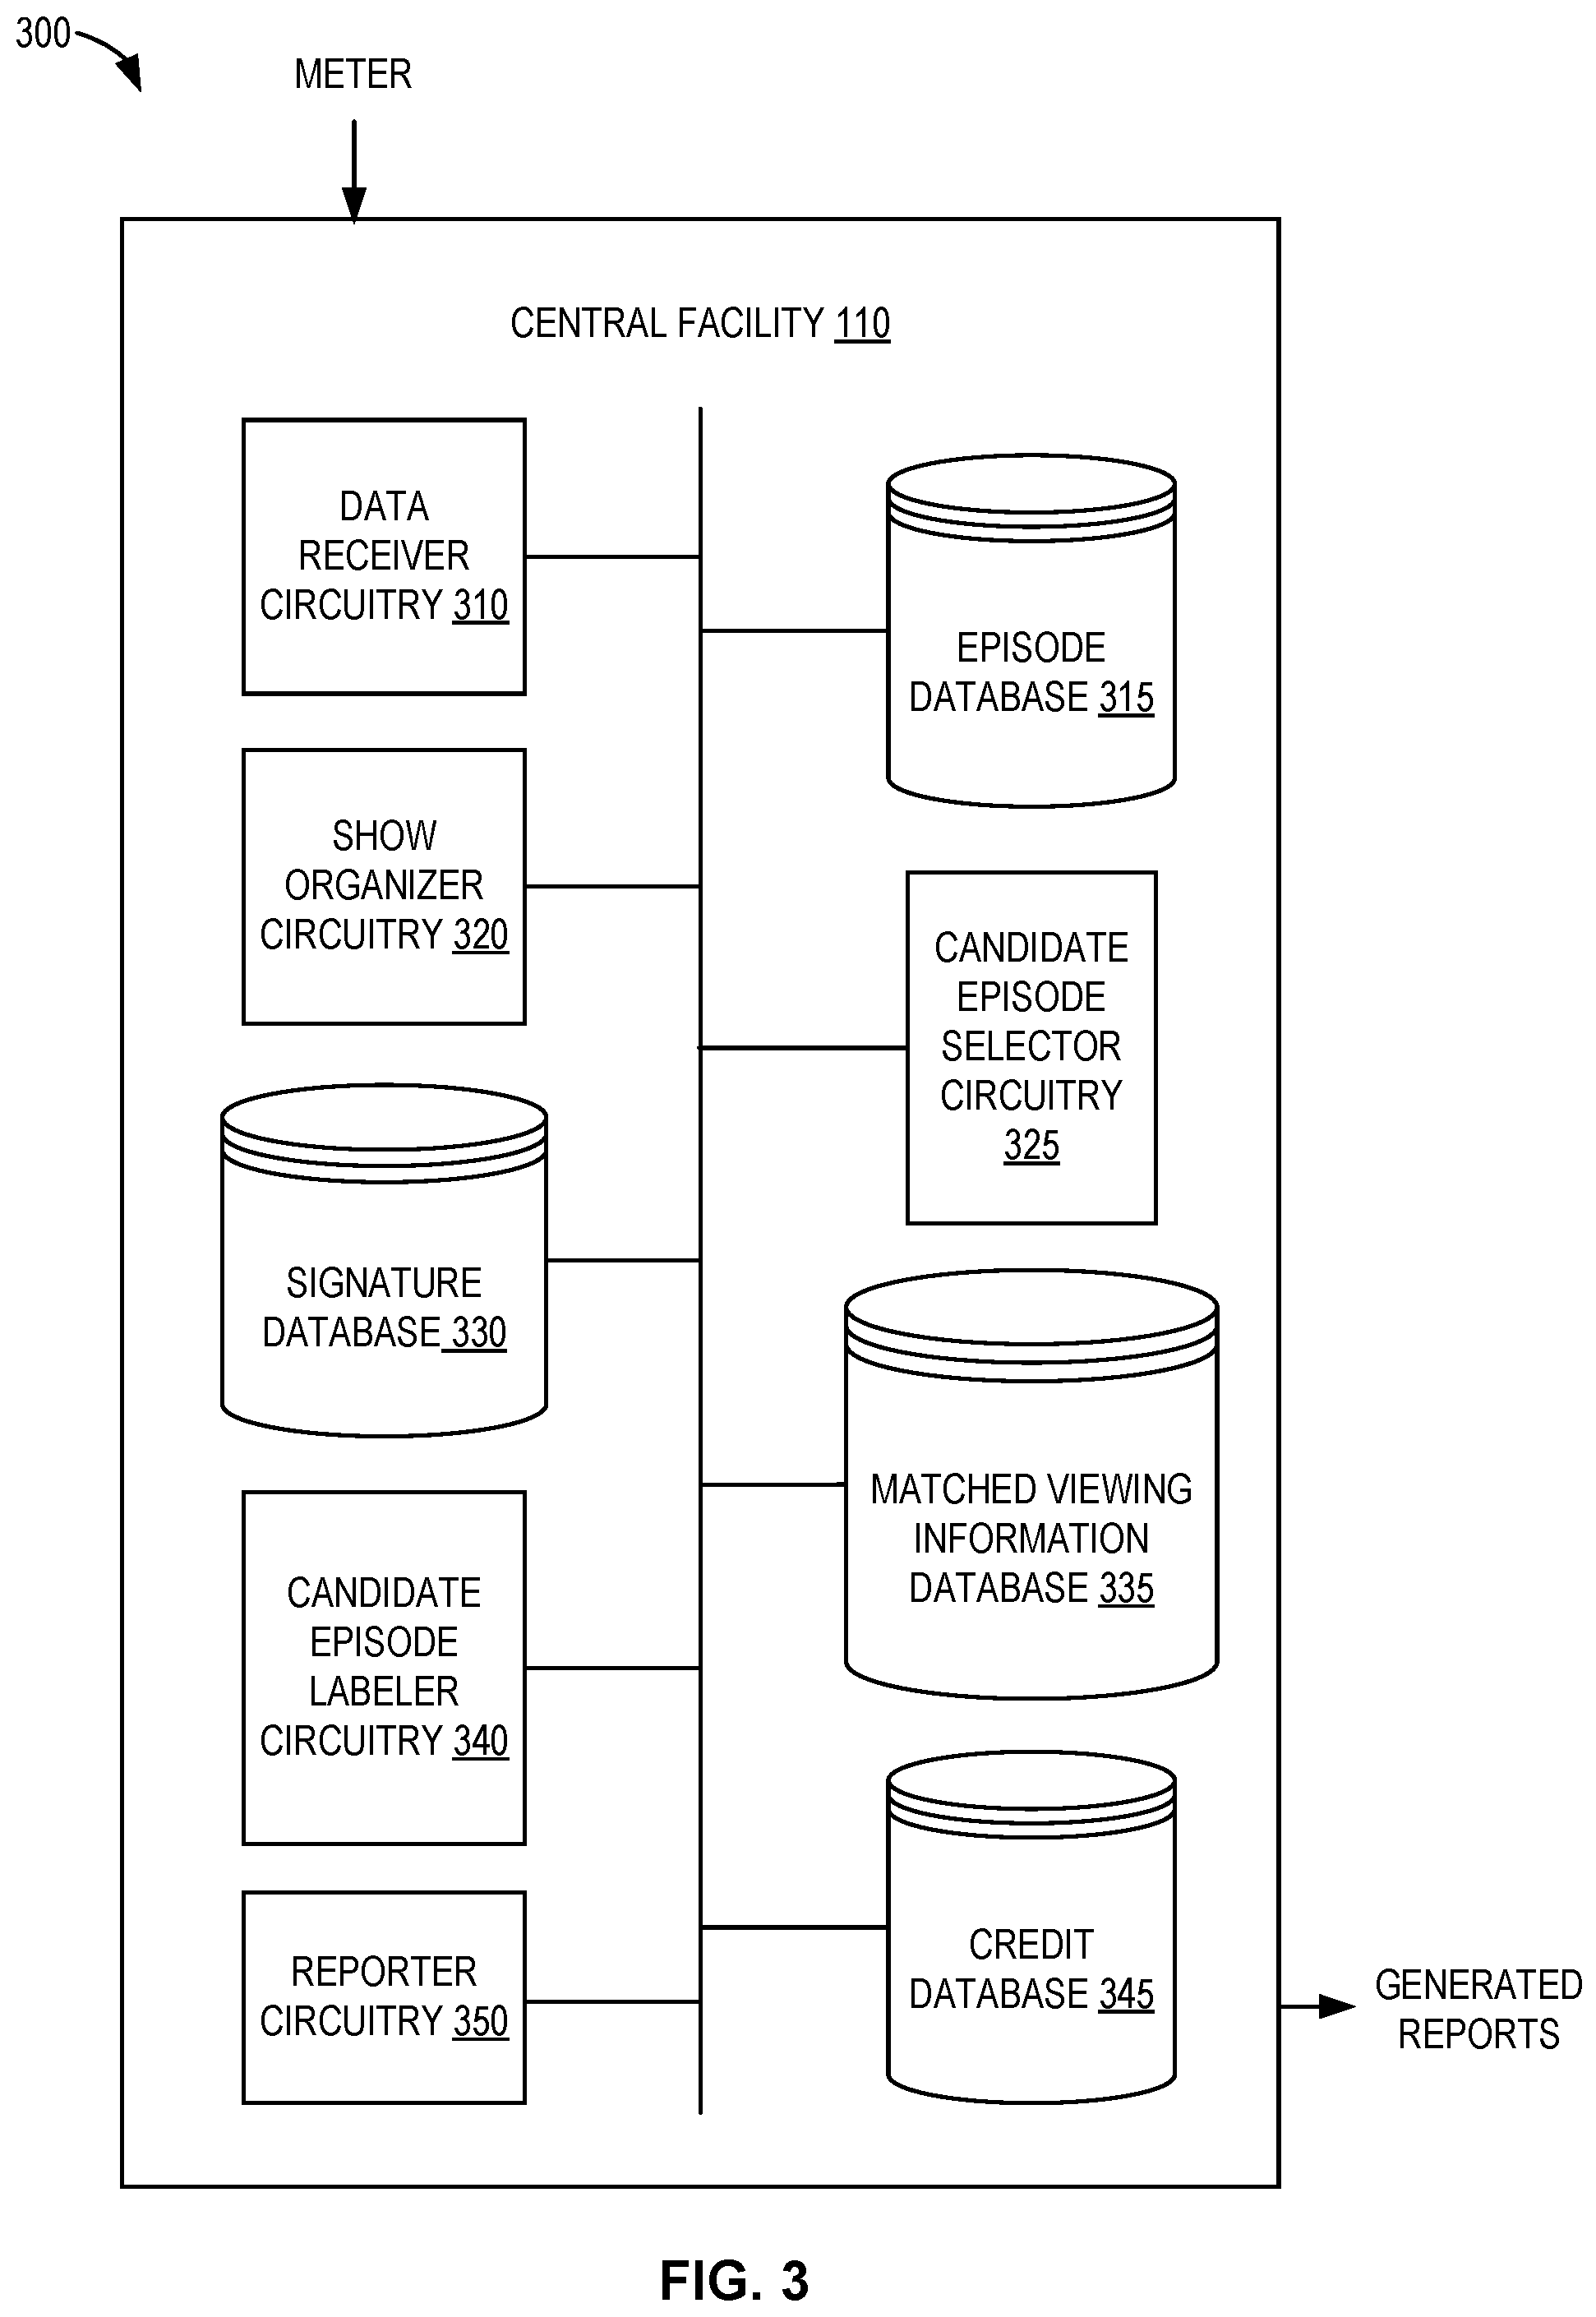 300
METER
CENTRAL FACILITY 110
DATA
RECEIVER
CIRCUITRY 310
EPISODE
DATABASE 315
SHOW
ORGANIZER
CIRCUITRY 320
CANDIDATE
EPISODE
SELECTOR
CIRCUITRY
325
SIGNATURE
DATABASE 330
MATCHED VIEWING
INFORMATION
DATABASE 335
CANDIDATE
EPISODE
LABELER
CIRCUITRY 340
CREDIT
DATABASE 345
REPORTER
CIRCUITRY 350
GENERATED
REPORTS
FIG. 3